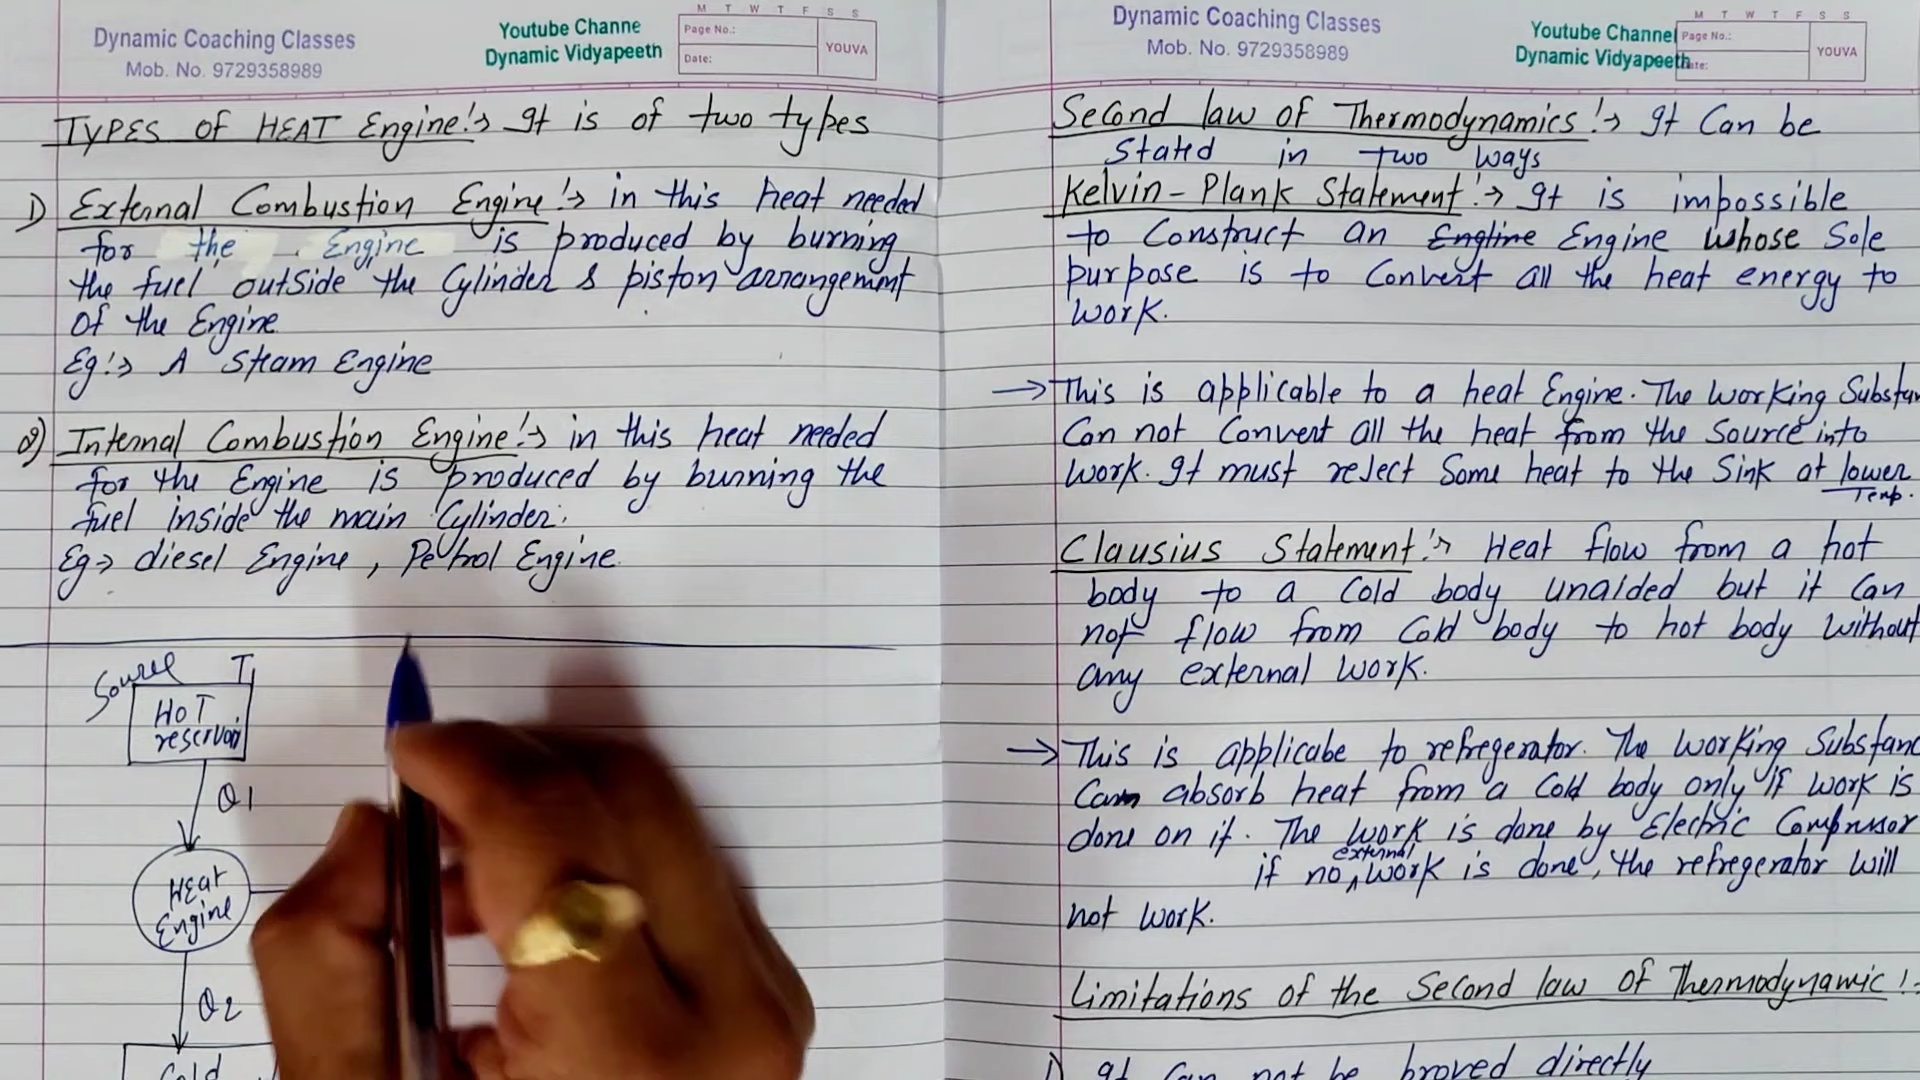 Dynamic Coaching Classes
Mob. No. 9729358989
Youtube Channe
Dynamic Vidyapeeth
M T W T F S S
Page No.:
Date:
YOUVA
TYPES of HEAT Engine:→ It is of two types
1) External Combustion Engine:→ in this heat needed
for the Engine is produced by burning
the fuel outside the Cylinder & piston arrangement
Of the Engine
Eg:→ A Steam Engine
2) Internal Combustion Engine:→ in this heat needed
for the Engine is produced by burning the
fuel inside the main Cylinder.
Eg→ diesel Engine, Petrol Engine.
Source T1
HOT
reservoir
Q1
Heat
Engine
Q2
Cold
Dynamic Coaching Classes
Mob. No. 9729358989
Youtube Channel
Dynamic Vidyapeeth
M T W T F S S
Page No.:
YOUVA
Second law of Thermodynamics:→ It Can be
Stated in two ways
Kelvin-Plank Statement:→ It is impossible
to Construct an Engline Engine whose Sole
purpose is to Convert all the heat energy to
work.
→ This is applicable to a heat Engine. The working Substan
Can not Convert all the heat from the Source into
work. It must reject Some heat to the Sink at lower
Temp.
Clausius Statement:→ Heat flow from a hot
body to a Cold body unaided but it Can
not flow from Cold body to hot body without
any external work.
→ This is applicabe to refregerator. The working Substanc
Can absorb heat from a Cold body only if work is
done on it. The work is done by Electric Compressor
if no external work is done, the refregerator will
not work.
Limitations of the Second law of Thermodynamic:-
1) It Can not be proved directly